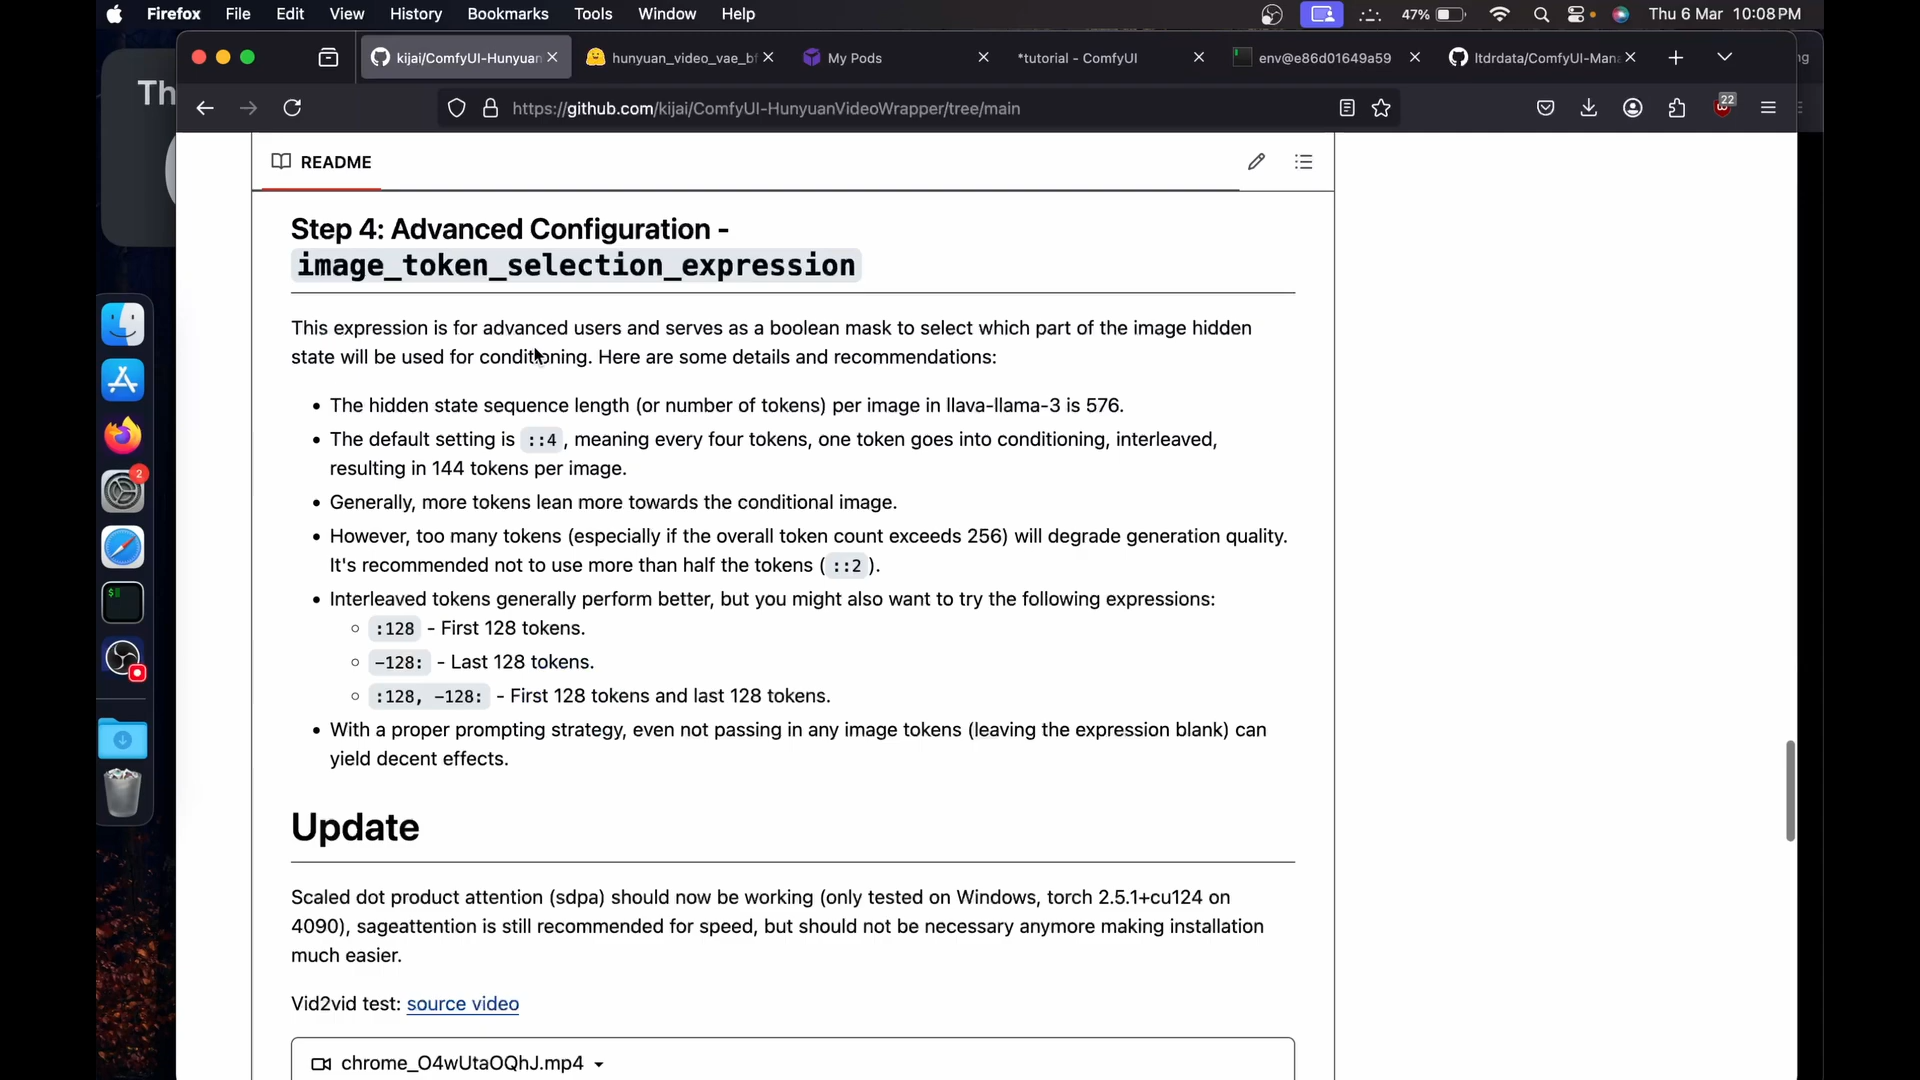 Firefox File Edit View History Bookmarks Tools Window Help 47% Thu 6 Mar 10:08 PM
Th
kijai/ComfyUI-Hunyuan hunyuan_video_vae_bf My Pods *tutorial - ComfyUI env@e86d01649a59 ltdrdata/ComfyUI-Mana ng
https://github.com/kijai/ComfyUI-HunyuanVideoWrapper/tree/main 22
README
Step 4: Advanced Configuration -
image_token_selection_expression
This expression is for advanced users and serves as a boolean mask to select which part of the image hidden
state will be used for conditioning. Here are some details and recommendations:
• The hidden state sequence length (or number of tokens) per image in llava-llama-3 is 576.
• The default setting is ::4, meaning every four tokens, one token goes into conditioning, interleaved,
resulting in 144 tokens per image.
• Generally, more tokens lean more towards the conditional image.
• However, too many tokens (especially if the overall token count exceeds 256) will degrade generation quality.
It's recommended not to use more than half the tokens ( ::2 ).
• Interleaved tokens generally perform better, but you might also want to try the following expressions:
○ :128 - First 128 tokens.
○ -128: - Last 128 tokens.
○ :128, -128: - First 128 tokens and last 128 tokens.
• With a proper prompting strategy, even not passing in any image tokens (leaving the expression blank) can
yield decent effects.
2
$
Update
Scaled dot product attention (sdpa) should now be working (only tested on Windows, torch 2.5.1+cu124 on
4090), sageattention is still recommended for speed, but should not be necessary anymore making installation
much easier.
Vid2vid test: source video
chrome_O4wUtaOQhJ.mp4